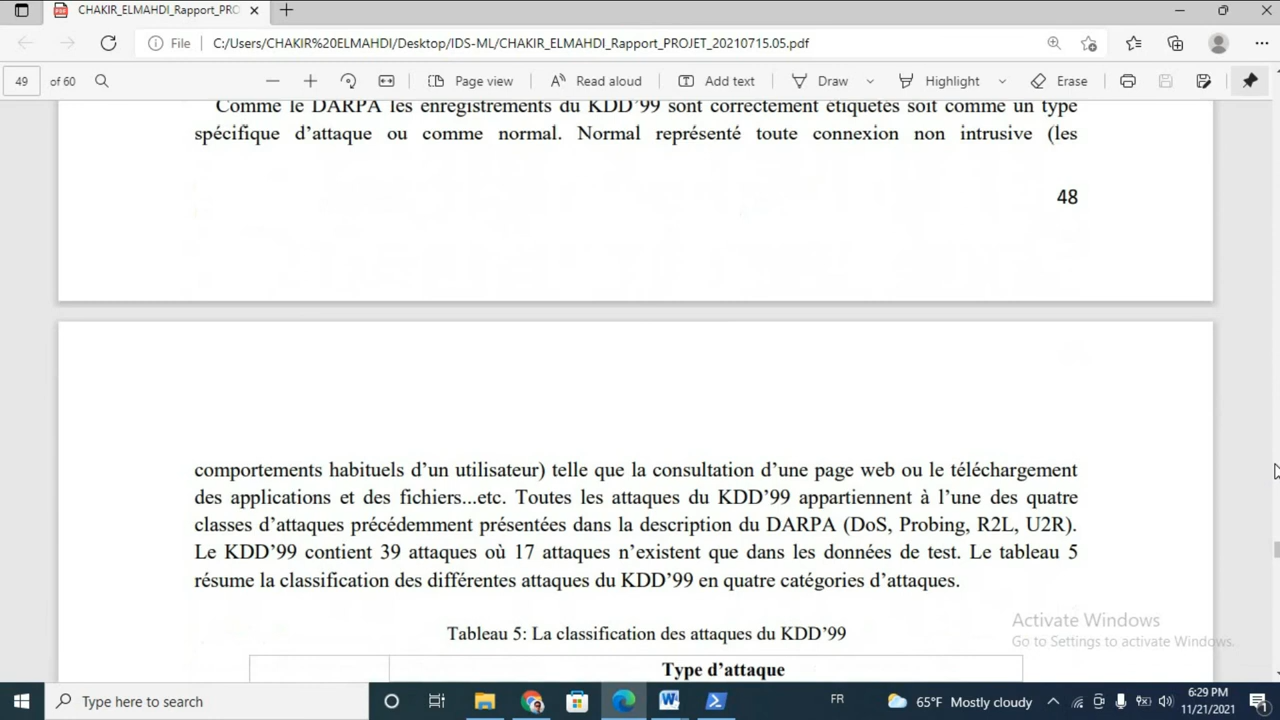 CHAKIR_ELMAHDI_Rapport_PRO
File C:/Users/CHAKIR%20ELMAHDI/Desktop/IDS-ML/CHAKIR_ELMAHDI_Rapport_PROJET_20210715.05.pdf
49 of 60 Page view Read aloud Add text Draw Highlight Erase
Comme le DARPA les enregistrements du KDD’99 sont correctement étiquetés soit comme un type
spécifique d’attaque ou comme normal. Normal représenté toute connexion non intrusive (les
48
comportements habituels d’un utilisateur) telle que la consultation d’une page web ou le téléchargement
des applications et des fichiers...etc. Toutes les attaques du KDD’99 appartiennent à l’une des quatre
classes d’attaques précédemment présentées dans la description du DARPA (DoS, Probing, R2L, U2R).
Le KDD’99 contient 39 attaques où 17 attaques n’existent que dans les données de test. Le tableau 5
résume la classification des différentes attaques du KDD’99 en quatre catégories d’attaques.
Tableau 5: La classification des attaques du KDD’99
Type d’attaque
Activate Windows
Go to Settings to activate Windows.
Type here to search FR 65°F Mostly cloudy 6:29 PM
11/21/2021
1